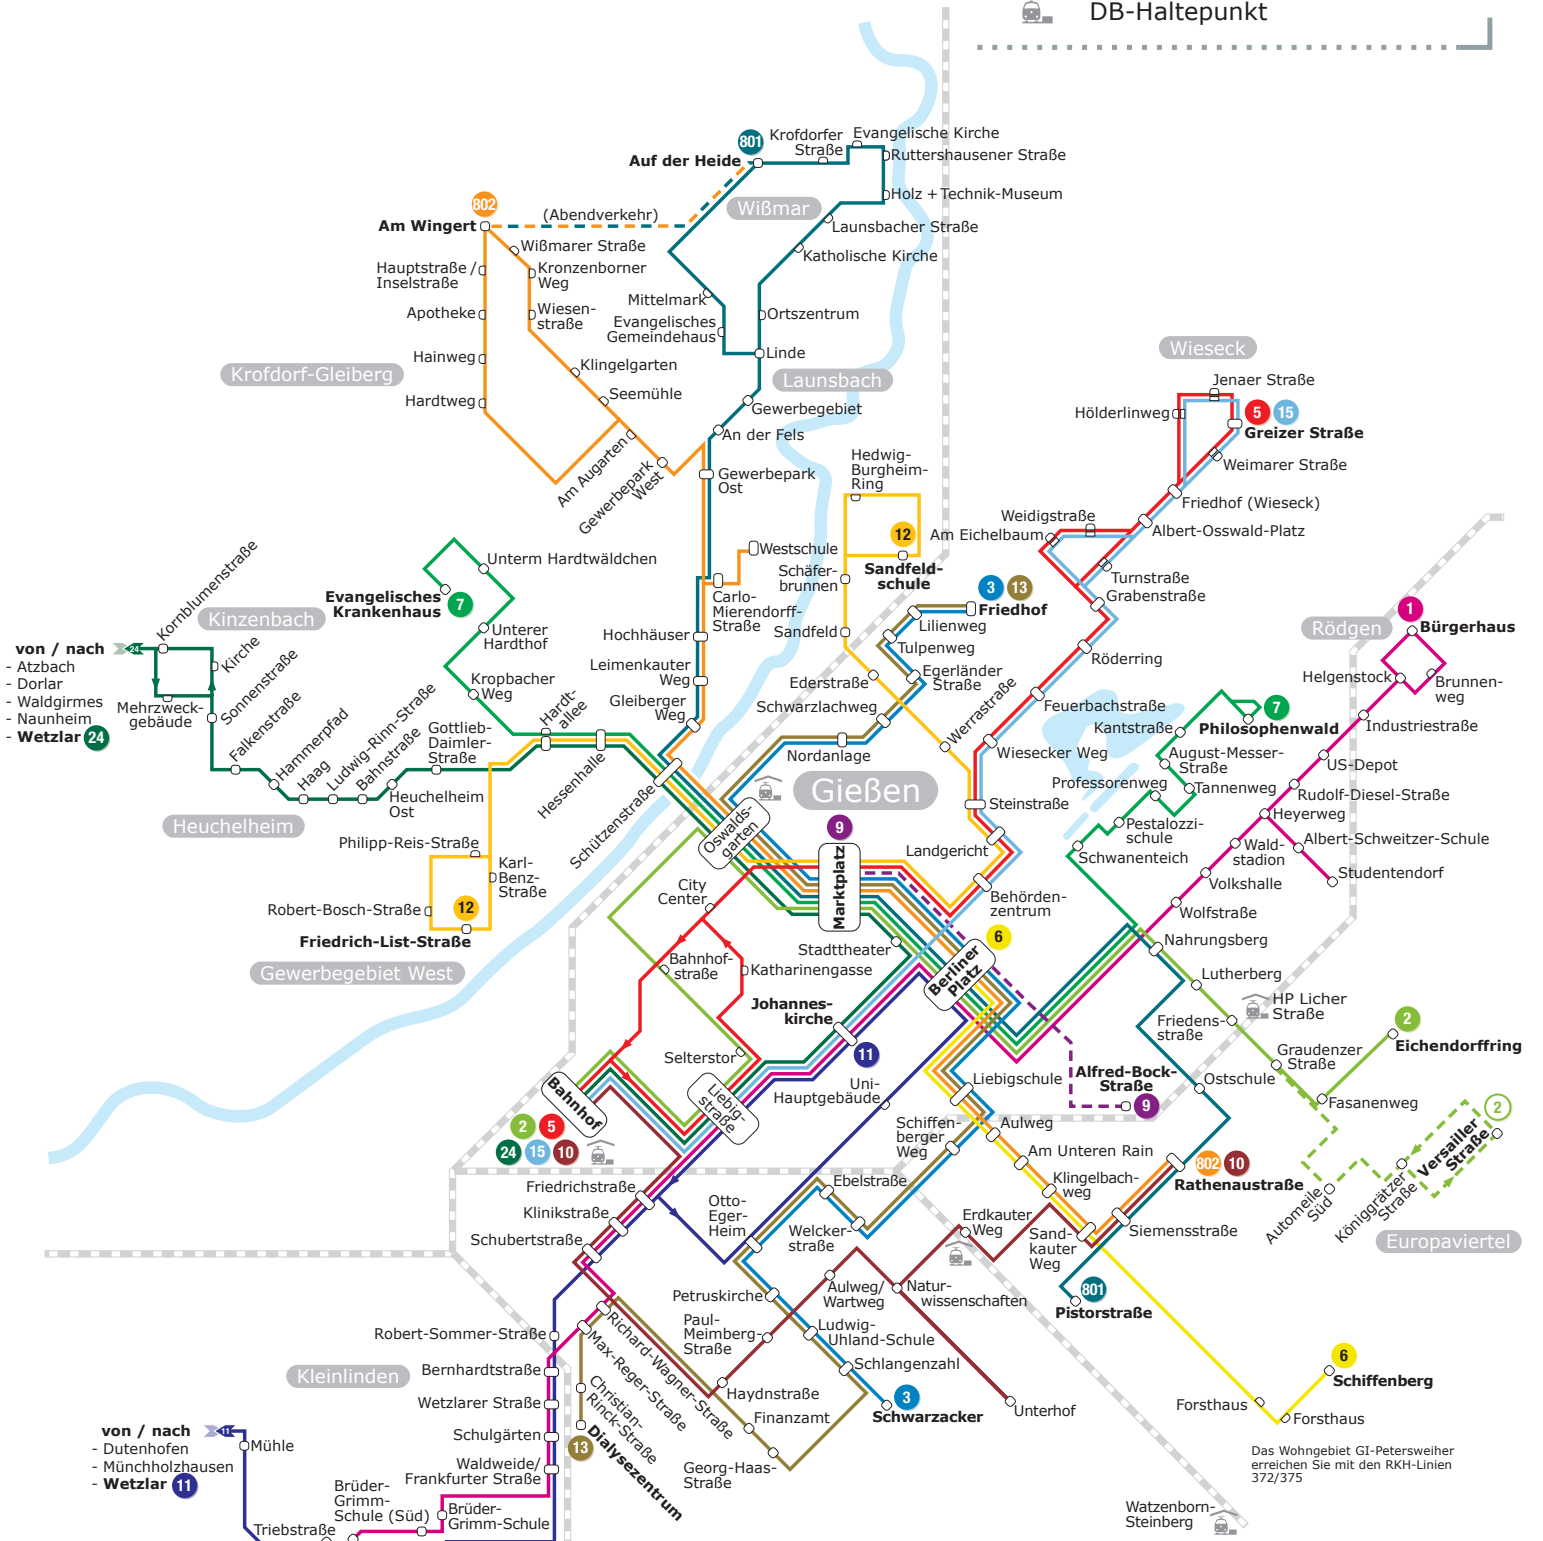 DB-Haltepunkt
801
Krofdorfer
Straße
Evangelische Kirche
Auf der Heide
Ruttershausener Straße
Holz + Technik-Museum
Wißmar
802
(Abendverkehr)
Am Wingert
Launsbacher Straße
Wißmarer Straße
Katholische Kirche
Hauptstraße /
Inselstraße
Kronzenborner
Weg
Mittelmark
Apotheke
Wiesen-
straße
Evangelisches
Gemeindehaus
Ortszentrum
Hainweg
Linde
Klingelgarten
Krofdorf-Gleiberg
Launsbach
Hardtweg
Seemühle
Gewerbegebiet
An der Fels
Am Augarten
Gewerbepark
West
Gewerbepark
Ost
Wieseck
Jenaer Straße
Hölderlinweg
5
15
Greizer Straße
Weimarer Straße
Friedhof (Wieseck)
Weidigstraße
Am Eichelbaum
Albert-Osswald-Platz
Turnstraße
Grabenstraße
Röderring
Feuerbachstraße
Wiesecker Weg
Hedwig-
Burgheim-
Ring
12
Sandfeld-
schule
Westschule
Schäfer-
brunnen
Carlo-
Mierendorff-
Straße
Sandfeld
Hochhäuser
Leimenkauter
Weg
Gleiberger
Weg
3
13
Friedhof
Lilienweg
Tulpenweg
Egerländer
Straße
Ederstraße
Schwarzlachweg
Werrastraße
Nordanlage
Kornblumenstraße
Kinzenbach
Unterm Hardtwäldchen
Evangelisches
Krankenhaus
7
Unterer
Hardthof
Kropbacher
Weg
von / nach
24
- Atzbach
- Dorlar
- Waldgirmes
- Naunheim
- Wetzlar
24
Kirche
Mehrzweck-
gebäude
Sonnenstraße
Falkenstraße
Hammerpfad
Haag
Ludwig-Rinn-Straße
Bahnstraße
Gottlieb-
Daimler-
Straße
Hardt-
allee
Heuchelheim
Ost
Hessenhalle
Schützenstraße
Heuchelheim
Philipp-Reis-Straße
Karl-
Benz-
Straße
Robert-Bosch-Straße
12
Friedrich-List-Straße
Gewerbegebiet West
Gießen
Oswalds-
garten
9
Marktplatz
Steinstraße
Landgericht
Behörden-
zentrum
City
Center
Stadttheater
Bahnhof-
straße
Katharinengasse
6
Berliner
Platz
Johannes-
kirche
11
Selterstor
Uni-
Hauptgebäude
Bahnhof
Liebig-
straße
2
5
24
15
10
Rödgen
1
Bürgerhaus
Helgenstock
Brunnen-
weg
Industriestraße
US-Depot
Rudolf-Diesel-Straße
Heyerweg
Albert-Schweitzer-Schule
Studentendorf
Wald-
stadion
Volkshalle
Wolfstraße
Nahrungsberg
7
Philosophenwald
Kantstraße
August-Messer-
Straße
Professorenweg
Tannenweg
Pestalozzi-
schule
Schwanenteich
Lutherberg
HP Licher
Straße
Friedens-
straße
2
Eichendorffring
Graudenzer
Straße
Ostschule
Fasanenweg
2
Versailler
Straße
Automeile
Süd
Königgrätzer
Straße
Europaviertel
Liebigschule
Alfred-Bock-
Straße
9
Schiffen-
berger
Weg
Aulweg
Am Unteren Rain
Klingelbach-
weg
802
10
Rathenaustraße
Siemensstraße
Sand-
kauter
Weg
Erdkauter
Weg
801
Pistorstraße
Friedrichstraße
Klinikstraße
Schubertstraße
Otto-
Eger-
Heim
Ebelstraße
Welcker-
straße
Petruskirche
Aulweg/
Wartweg
Natur-
wissenschaften
Paul-
Meimberg-
Straße
Ludwig-
Uhland-Schule
Schlangenzahl
3
Schwarzacker
Unterhof
6
Schiffenberg
Forsthaus
Forsthaus
Das Wohngebiet GI-Petersweiher
erreichen Sie mit den RKH-Linien
372/375
Watzenborn-
Steinberg
Robert-Sommer-Straße
Kleinlinden
Bernhardtstraße
Wetzlarer Straße
Schulgärten
Waldweide/
Frankfurter Straße
Richard-Wagner-Straße
Max-Reger-Straße
Christian-
Rinck-Straße
13
Dialysezentrum
Haydnstraße
Finanzamt
Georg-Haas-
Straße
von / nach
11
- Dutenhofen
- Münchholzhausen
- Wetzlar
11
Mühle
Brüder-
Grimm-
Schule (Süd)
Brüder-
Grimm-Schule
Triebstraße